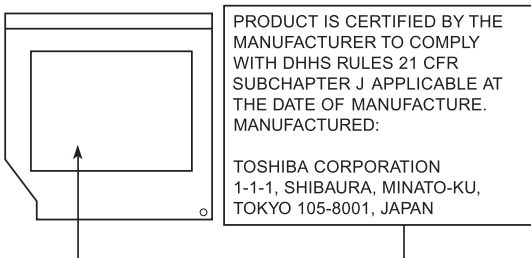 PRODUCT IS CERTIFIED BY THE
MANUFACTURER TO COMPLY
WITH DHHS RULES 21 CFR
SUBCHAPTER J APPLICABLE AT
THE DATE OF MANUFACTURE.
MANUFACTURED:
TOSHIBA CORPORATION
1-1-1, SHIBAURA, MINATO-KU,
TOKYO 105-8001, JAPAN